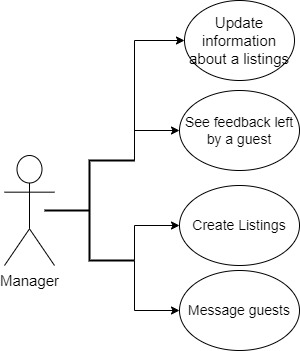 Update
information
about a listings
See feedback left
by a guest
Create Listings
Message guests
Manager